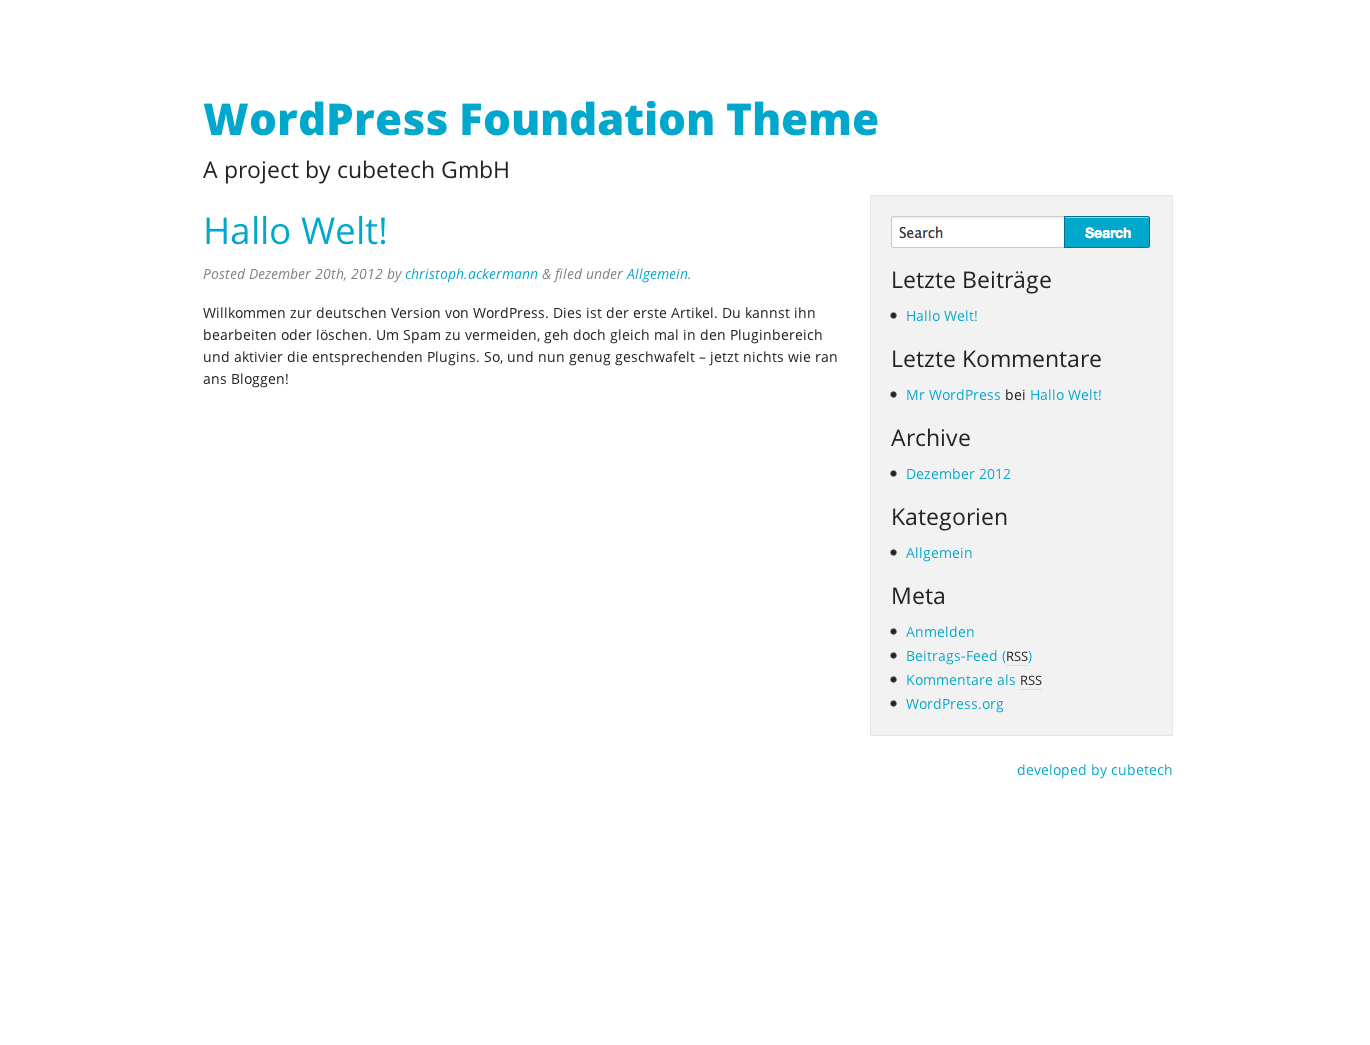 WordPress Foundation Theme
A project by cubetech GmbH
Hallo Welt!
Posted Dezember 20th, 2012 by christoph.ackermann & filed under Allgemein.
Willkommen zur deutschen Version von WordPress. Dies ist der erste Artikel. Du kannst ihn
bearbeiten oder löschen. Um Spam zu vermeiden, geh doch gleich mal in den Pluginbereich
und aktivier die entsprechenden Plugins. So, und nun genug geschwafelt – jetzt nichts wie ran
ans Bloggen!
Search Search
Letzte Beiträge
Hallo Welt!
Letzte Kommentare
Mr WordPress bei Hallo Welt!
Archive
Dezember 2012
Kategorien
Allgemein
Meta
Anmelden
Beitrags-Feed (RSS)
Kommentare als RSS
WordPress.org
developed by cubetech